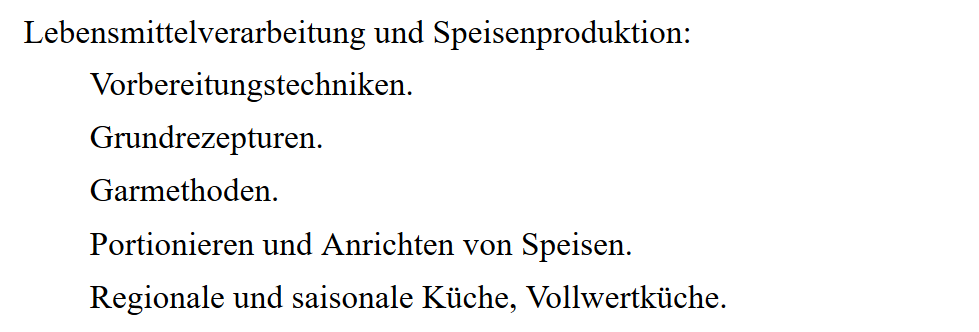 Lebensmittelverarbeitung und Speisenproduktion:
Vorbereitungstechniken.
Grundrezepturen.
Garmethoden.
Portionieren und Anrichten von Speisen.
Regionale und saisonale Küche, Vollwertküche.